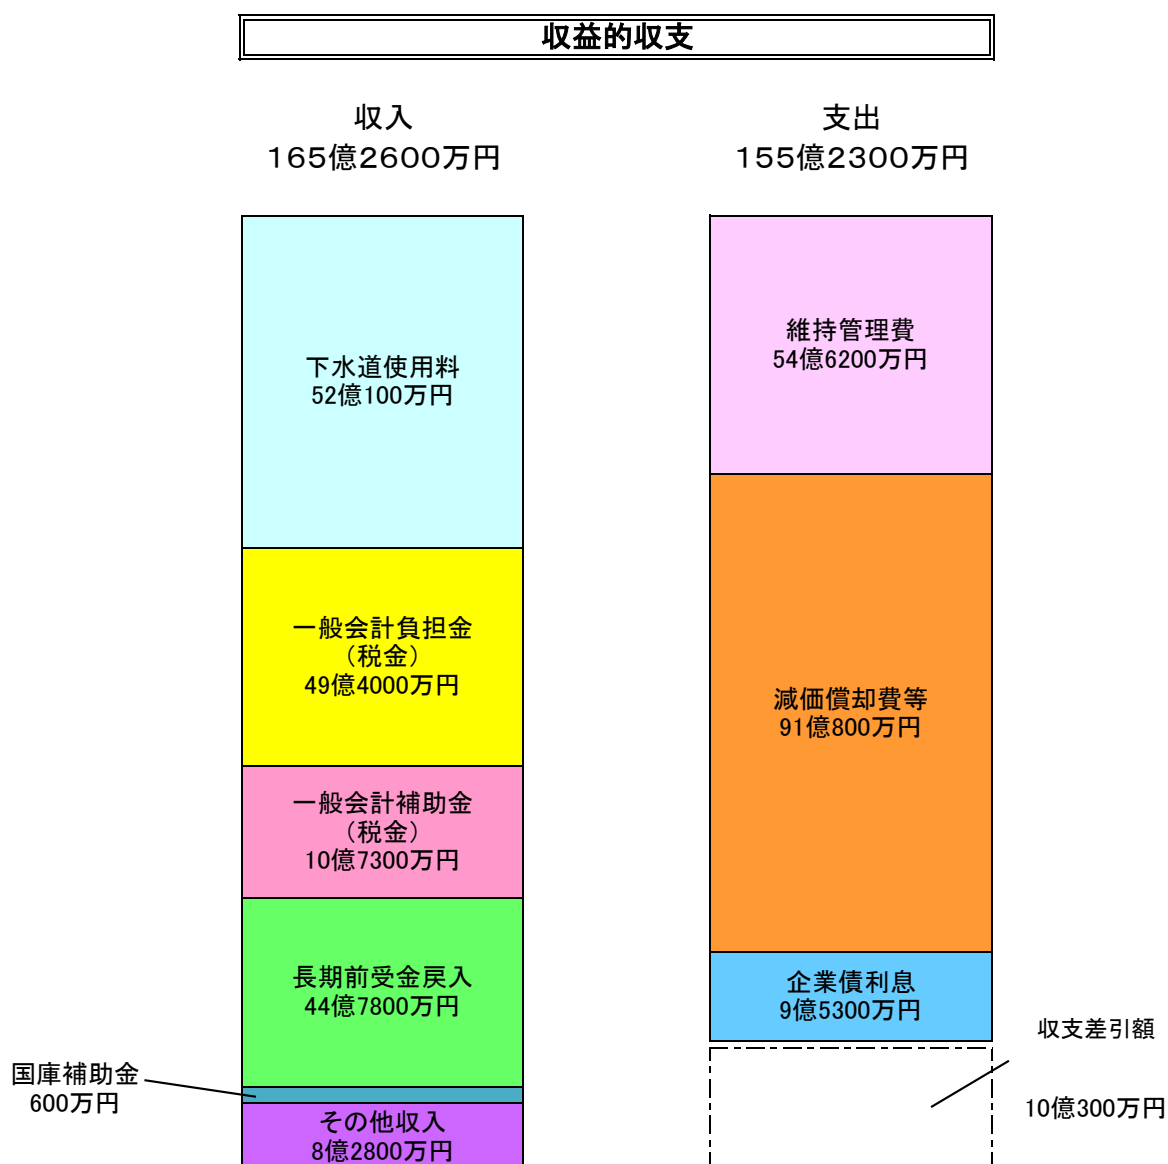 収益的収支
収入
165億2600万円
支出
155億2300万円
下水道使用料
52億100万円
一般会計負担金
（税金）
49億4000万円
一般会計補助金
（税金）
10億7300万円
長期前受金戻入
44億7800万円
国庫補助金
600万円
その他収入
8億2800万円
維持管理費
54億6200万円
減価償却費等
91億800万円
企業債利息
9億5300万円
収支差引額
10億300万円